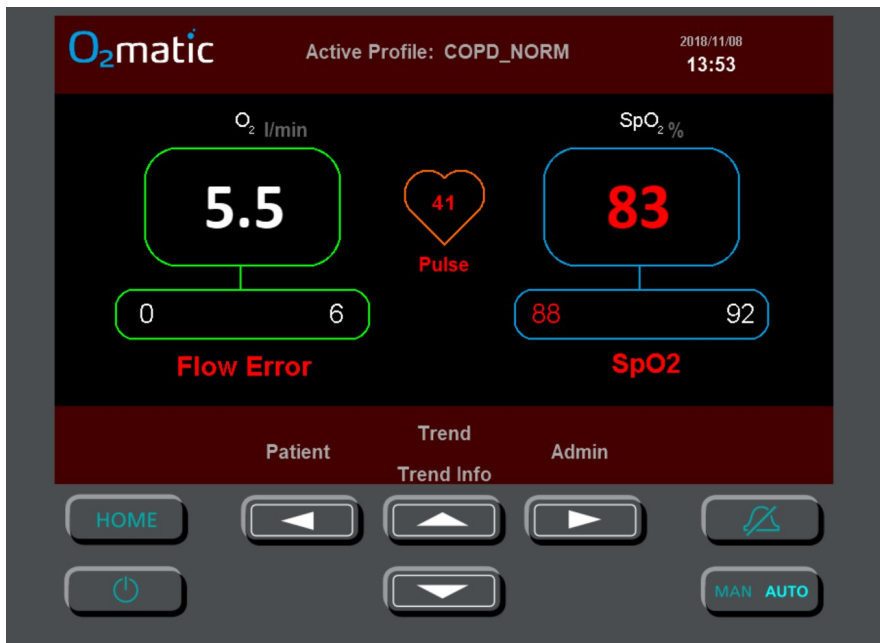 O₂matic
Active Profile: COPD_NORM
2018/11/08
13:53
O₂ l/min
SpO₂ %
5.5
41
83
Pulse
0 6
88 92
Flow Error
SpO2
Trend
Patient
Admin
Trend Info
HOME
MAN AUTO